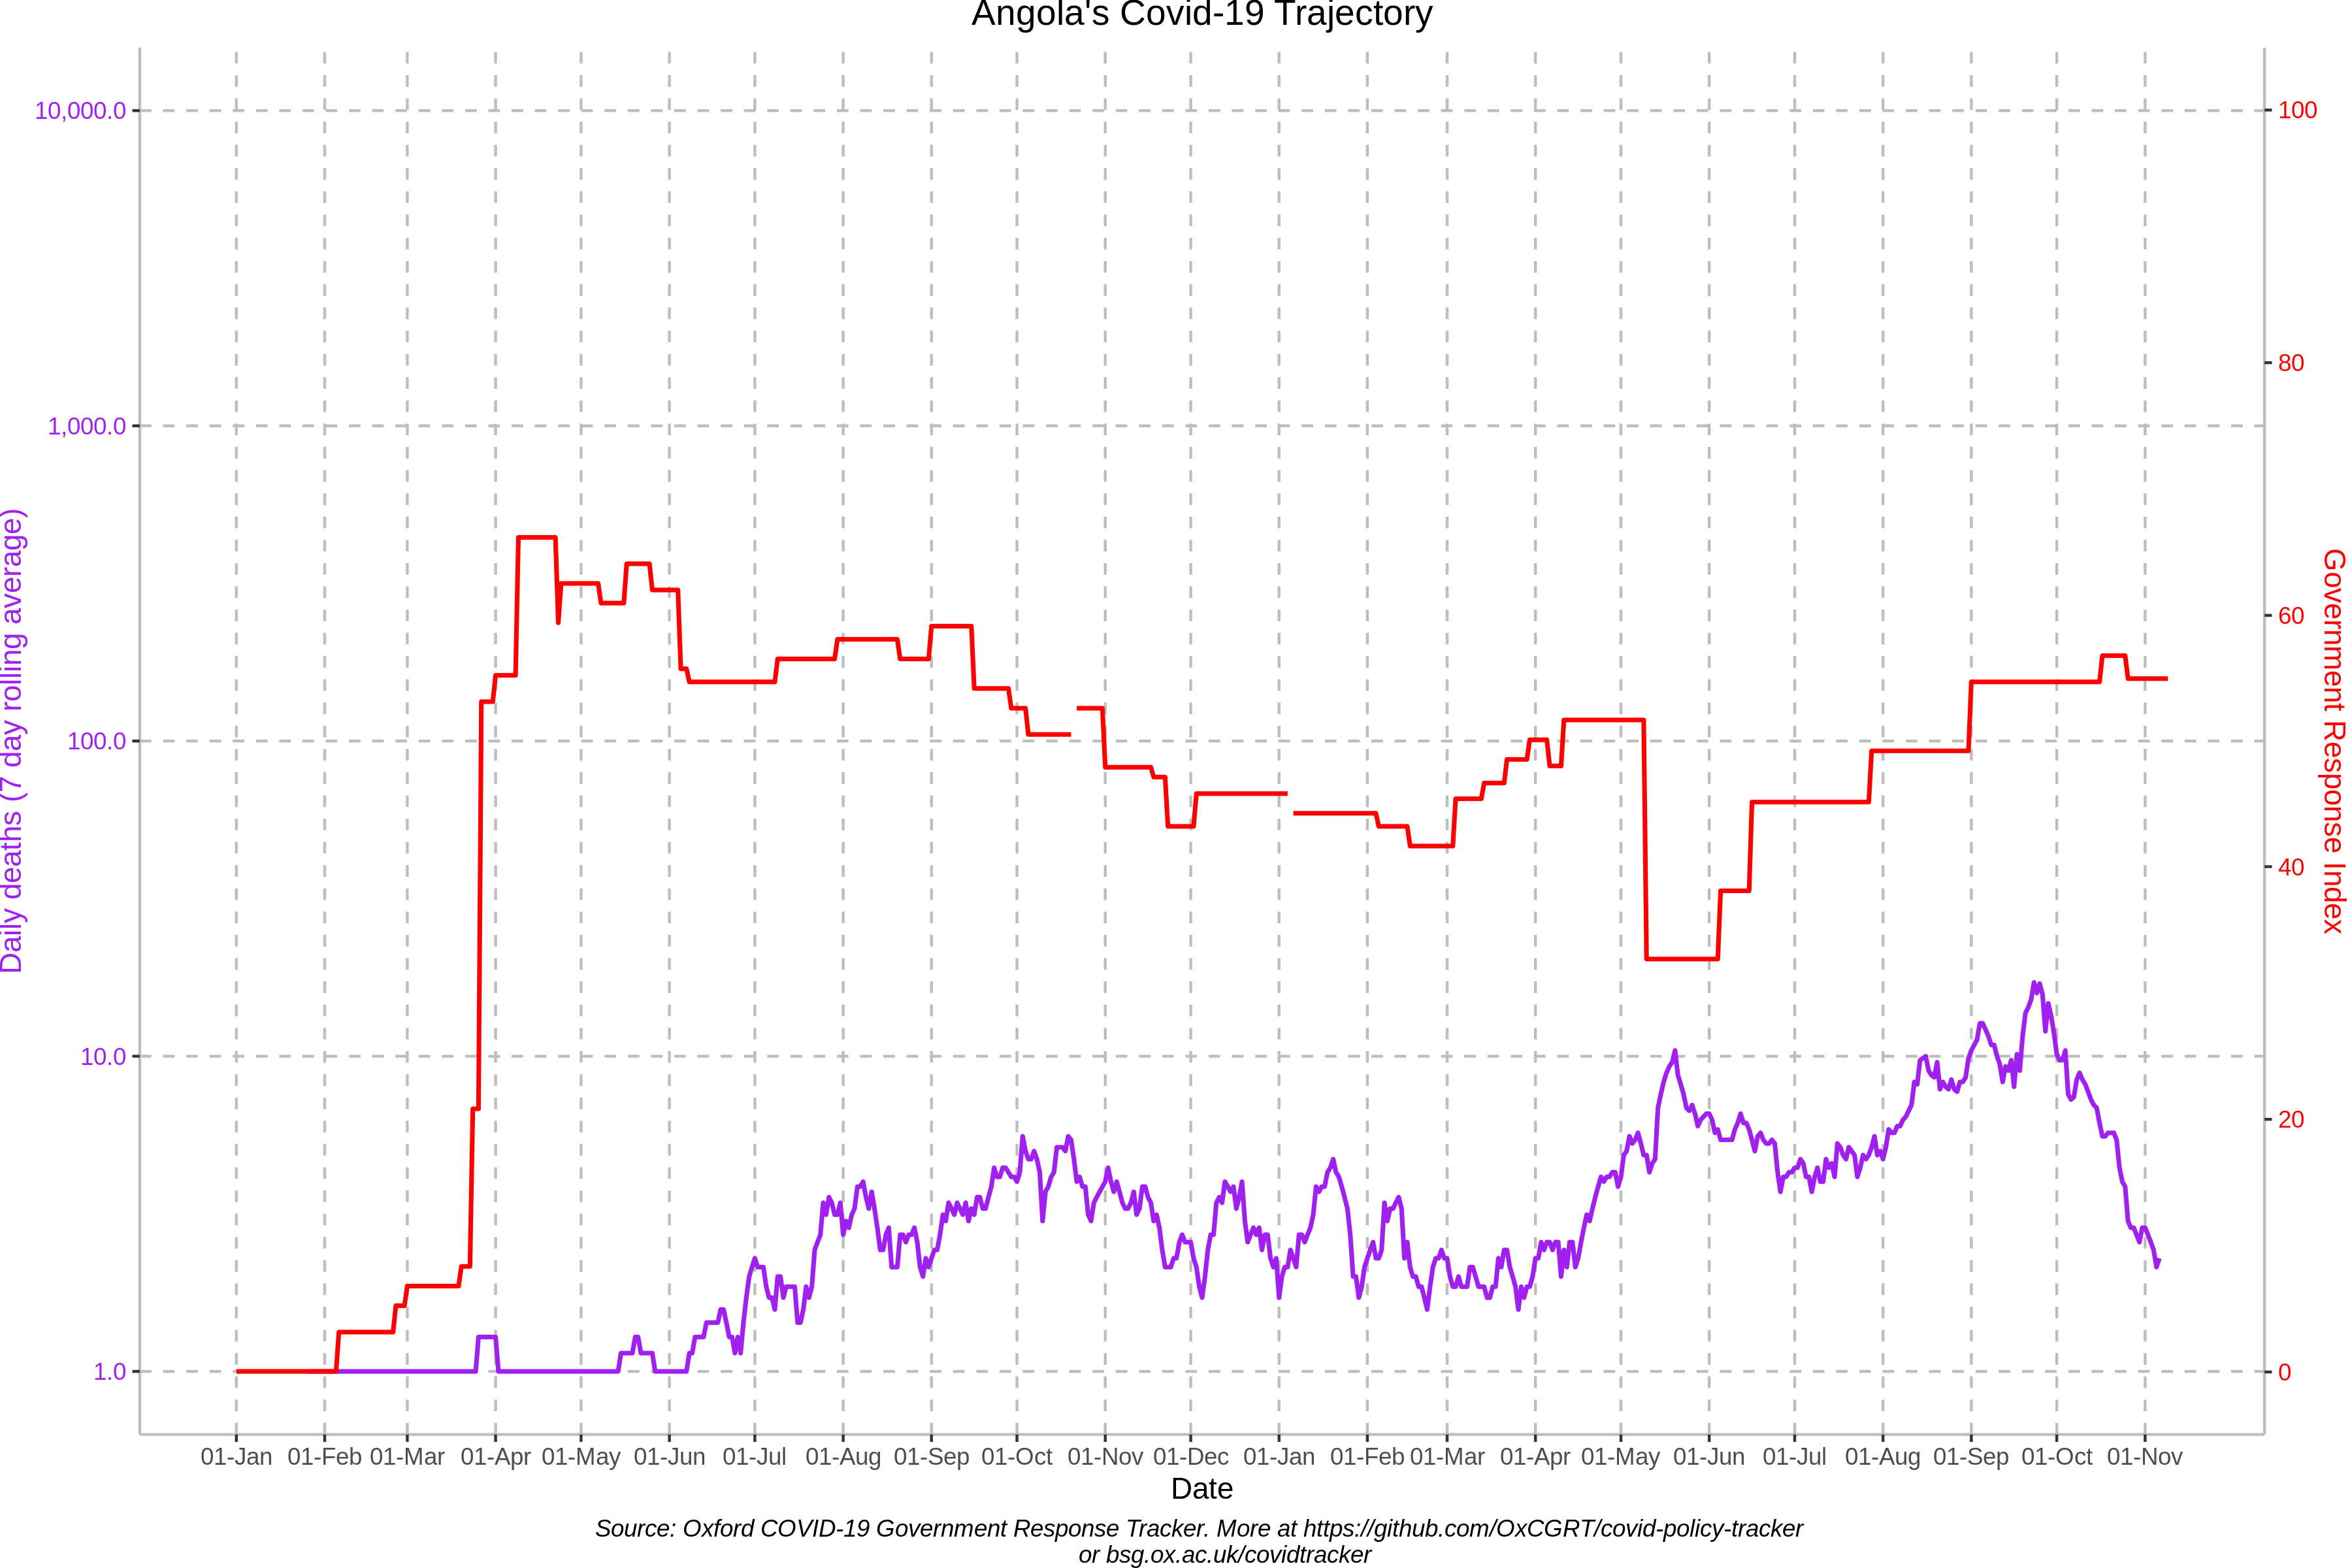 Angola's Covid-19 Trajectory
10,000.0
1,000.0
100.0
10.0
1.0
Daily deaths (7 day rolling average)
100
80
60
40
20
0
Government Response Index
01-Jan 01-Feb 01-Mar 01-Apr 01-May 01-Jun 01-Jul 01-Aug 01-Sep 01-Oct 01-Nov 01-Dec 01-Jan 01-Feb 01-Mar 01-Apr 01-May 01-Jun 01-Jul 01-Aug 01-Sep 01-Oct 01-Nov
Date
Source: Oxford COVID-19 Government Response Tracker. More at https://github.com/OxCGRT/covid-policy-tracker
or bsg.ox.ac.uk/covidtracker